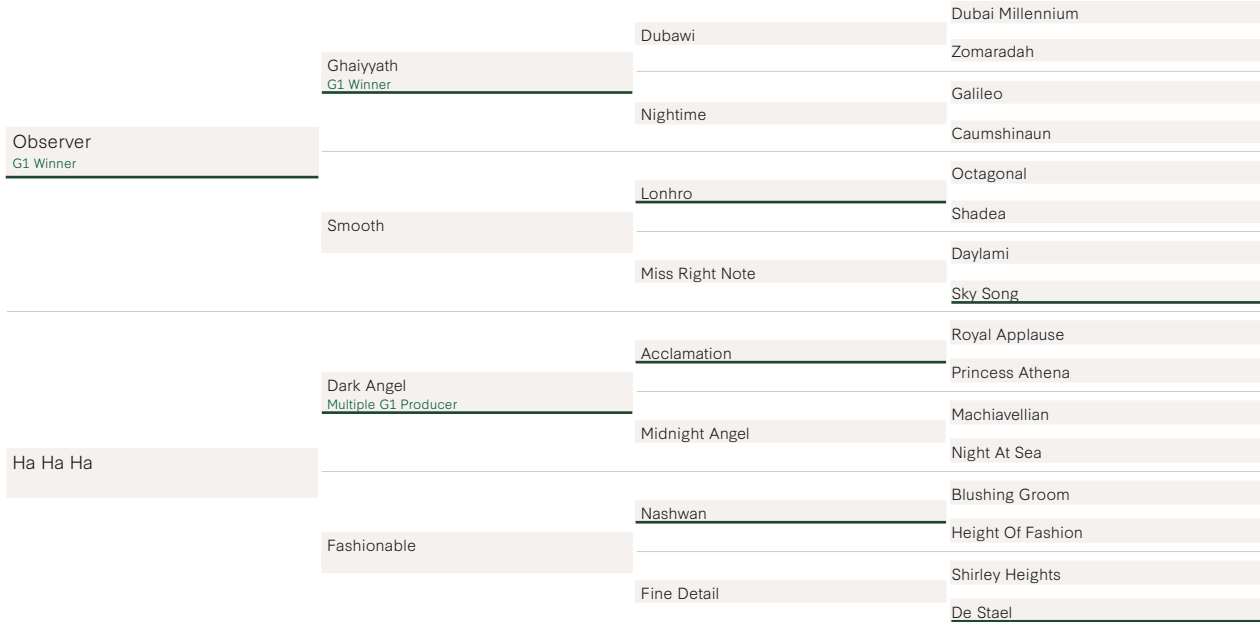 Observer
G1 Winner
Ha Ha Ha
Ghaiyyath
G1 Winner
Smooth
Dark Angel
Multiple G1 Producer
Fashionable
Dubawi
Nightime
Lonhro
Miss Right Note
Acclamation
Midnight Angel
Nashwan
Fine Detail
Dubai Millennium
Zomaradah
Galileo
Caumshinaun
Octagonal
Shadea
Daylami
Sky Song
Royal Applause
Princess Athena
Machiavellian
Night At Sea
Blushing Groom
Height Of Fashion
Shirley Heights
De Stael